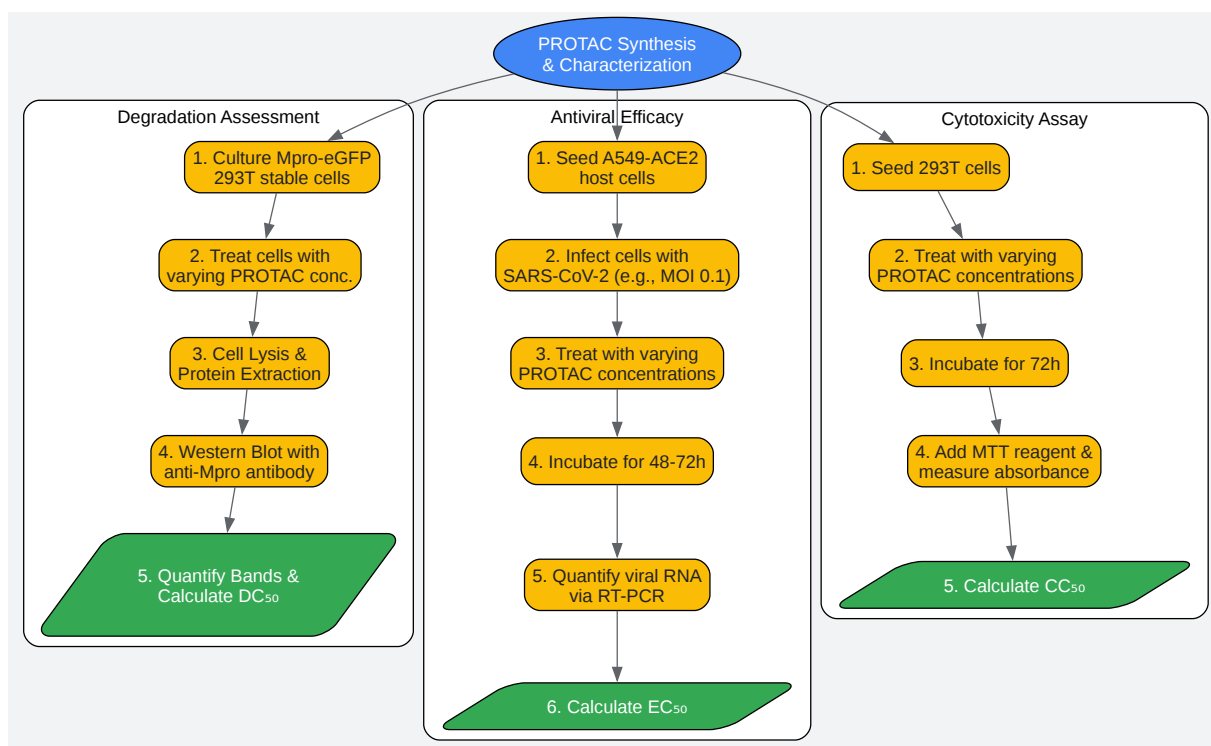 PROTAC Synthesis
& Characterization
Degradation Assessment
1. Culture Mpro-eGFP
293T stable cells
2. Treat cells with
varying PROTAC conc.
3. Cell Lysis &
Protein Extraction
4. Western Blot with
anti-Mpro antibody
5. Quantify Bands &
Calculate DC₅₀
Antiviral Efficacy
1. Seed A549-ACE2
host cells
2. Infect cells with
SARS-CoV-2 (e.g., MOI 0.1)
3. Treat with varying
PROTAC concentrations
4. Incubate for 48-72h
5. Quantify viral RNA
via RT-PCR
6. Calculate EC₅₀
Cytotoxicity Assay
1. Seed 293T cells
2. Treat with varying
PROTAC concentrations
3. Incubate for 72h
4. Add MTT reagent &
measure absorbance
5. Calculate CC₅₀